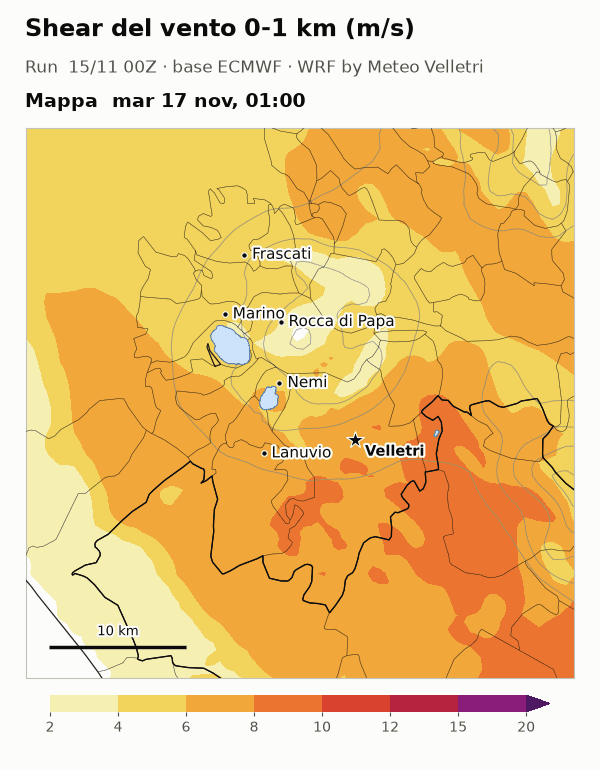 Shear del vento 0-1 km (m/s)
Run  15/11 00Z · base ECMWF · WRF by Meteo Velletri
Mappa  mar 17 nov, 01:00
Frascati
Marino
Rocca di Papa
Nemi
Velletri
Lanuvio
10 km
2 4 6 8 10 12 15 20